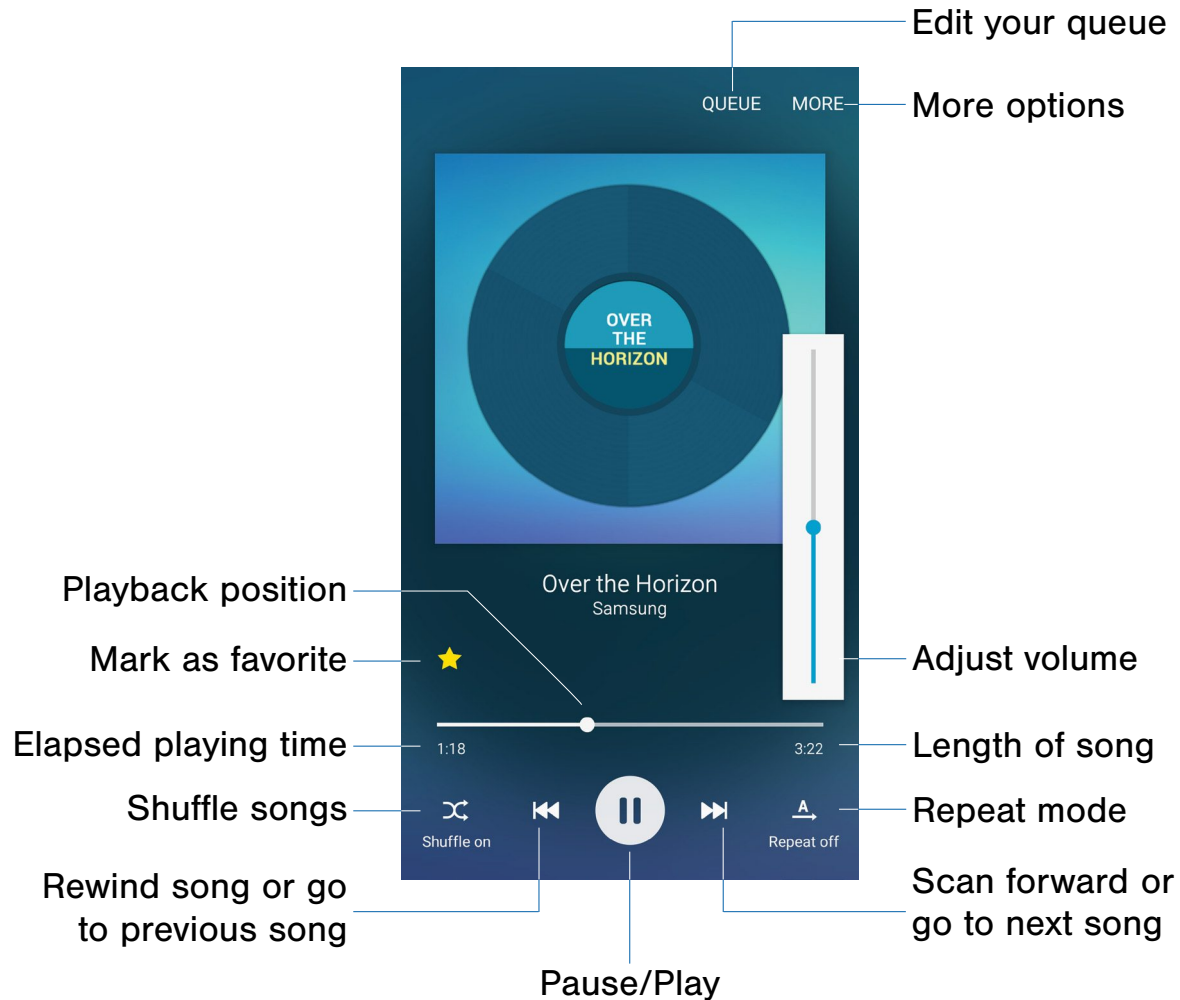 Edit your queue
QUEUE
MORE
More options
OVER
THE
HORIZON
Playback position
Over the Horizon
Samsung
Mark as favorite
Adjust volume
Elapsed playing time
1:18
3:22
Length of song
Shuffle songs
A
Repeat mode
Shuffle on
Repeat off
Rewind song or go
to previous song
Scan forward or
go to next song
Pause/Play